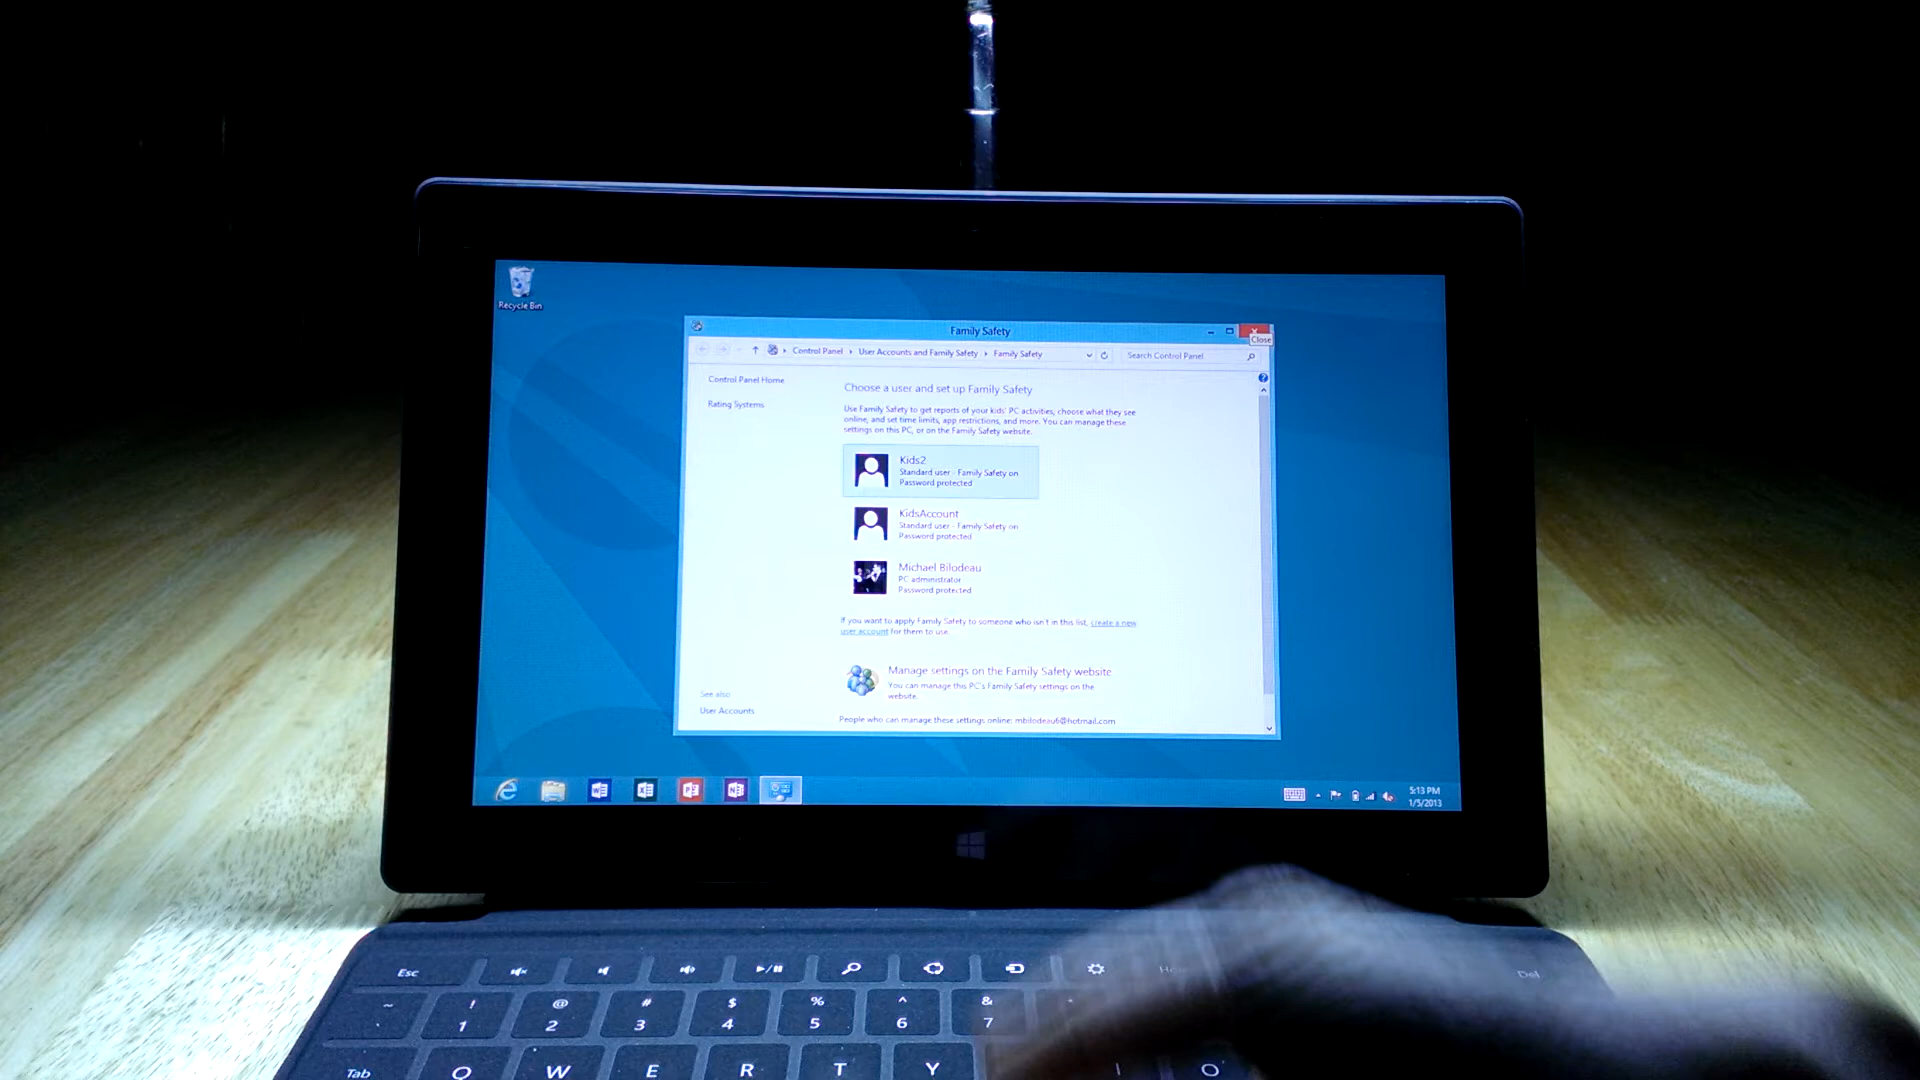 Recycle Bin
Family Safety
Close
Control Panel
User Accounts and Family Safety
Family Safety
Search Control Panel
Control Panel Home
Rating Systems
Choose a user and set up Family Safety
Use Family Safety to get reports of your kids' PC activities, choose what they see
online, and set time limits, app restrictions, and more. You can manage these
settings on this PC, or on the Family Safety website.
Kids2
Standard user - Family Safety on
Password protected
KidsAccount
Standard user - Family Safety on
Password protected
Michael Bilodeau
PC administrator
Password protected
If you want to apply Family Safety to someone who isn't in this list, create a new
user account for them to use.
Manage settings on the Family Safety website
You can manage this PC's Family Safety settings on the
website.
See also
User Accounts
People who can manage these settings online: mbilodeau6@hotmail.com
5:13 PM
1/5/2013
Esc
Del
~ ! @ # $ % ^ &
` 1 2 3 4 5 6 7
Tab Q W E R T Y I O